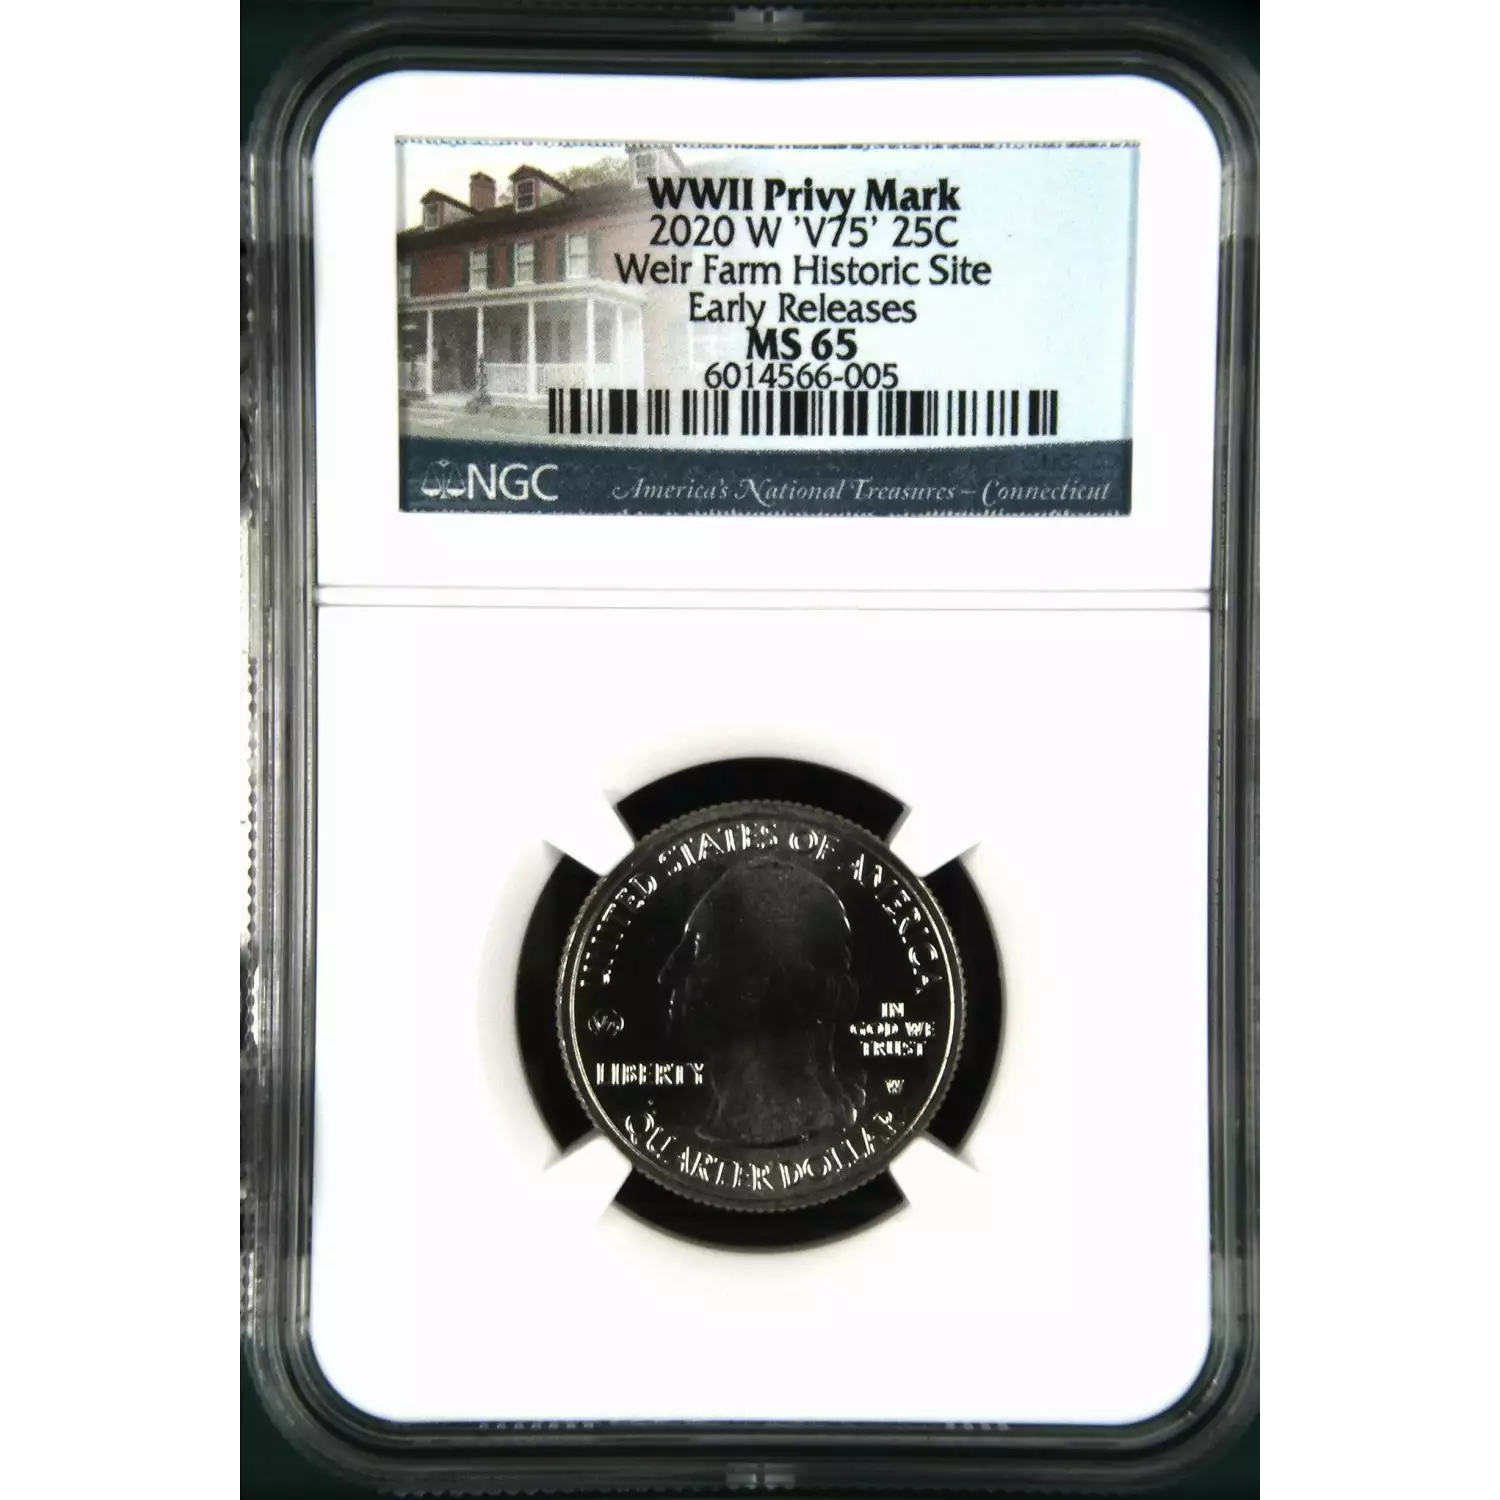 WWII Privy Mark
2020 W 'V75' 25C
Weir Farm Historic Site
Early Releases
MS 65
6014566-005
NGC
America's National Treasures – Connecticut
UNITED STATES OF AMERICA
IN
GOD WE
TRUST
LIBERTY
W
QUARTER DOLLAR